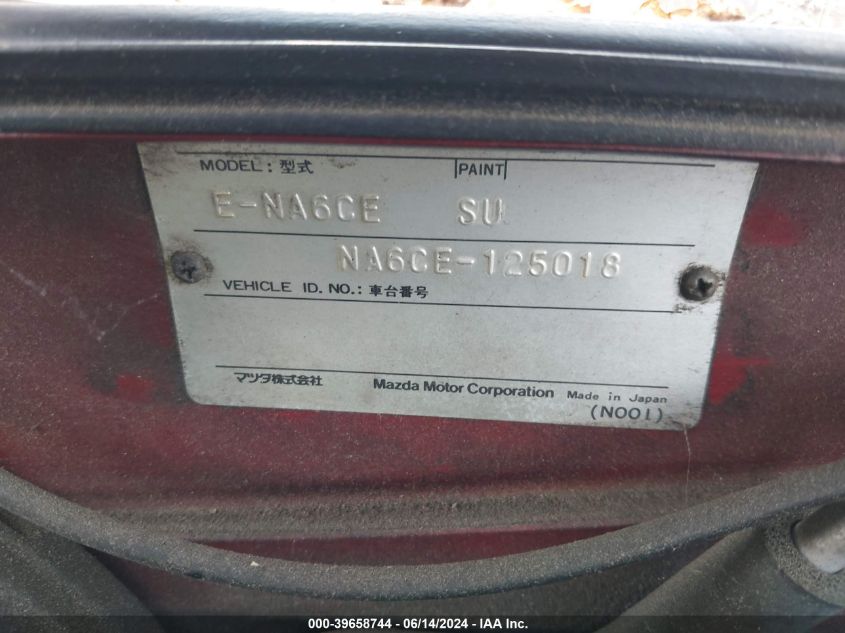 MODEL: 型式 PAINT
E-NA6CE SU
NA6CE-125018
VEHICLE ID. NO.: 車台番号
マツダ株式会社 Mazda Motor Corporation Made in Japan
(N001)
000-39658744 - 06/14/2024 - IAA, Inc.